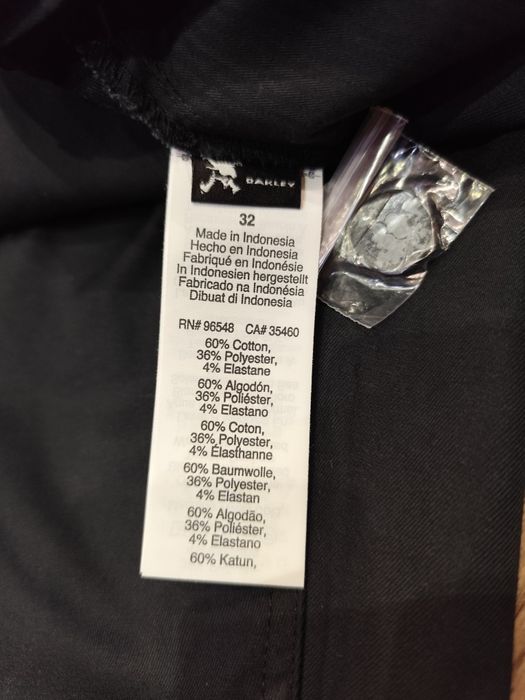 OAKLEY
32
Made in Indonesia
Hecho en Indonesia
Fabriqué en Indonésie
In Indonesien hergestellt
Fabricado na Indonésia
Dibuat di Indonesia
RN# 96548 CA# 35460
60% Cotton,
36% Polyester,
4% Elastane
60% Algodón,
36% Poliéster,
4% Elastano
60% Coton,
36% Polyester,
4% Élasthanne
60% Baumwolle,
36% Polyester,
4% Elastan
60% Algodão,
36% Poliéster,
4% Elastano
60% Katun,